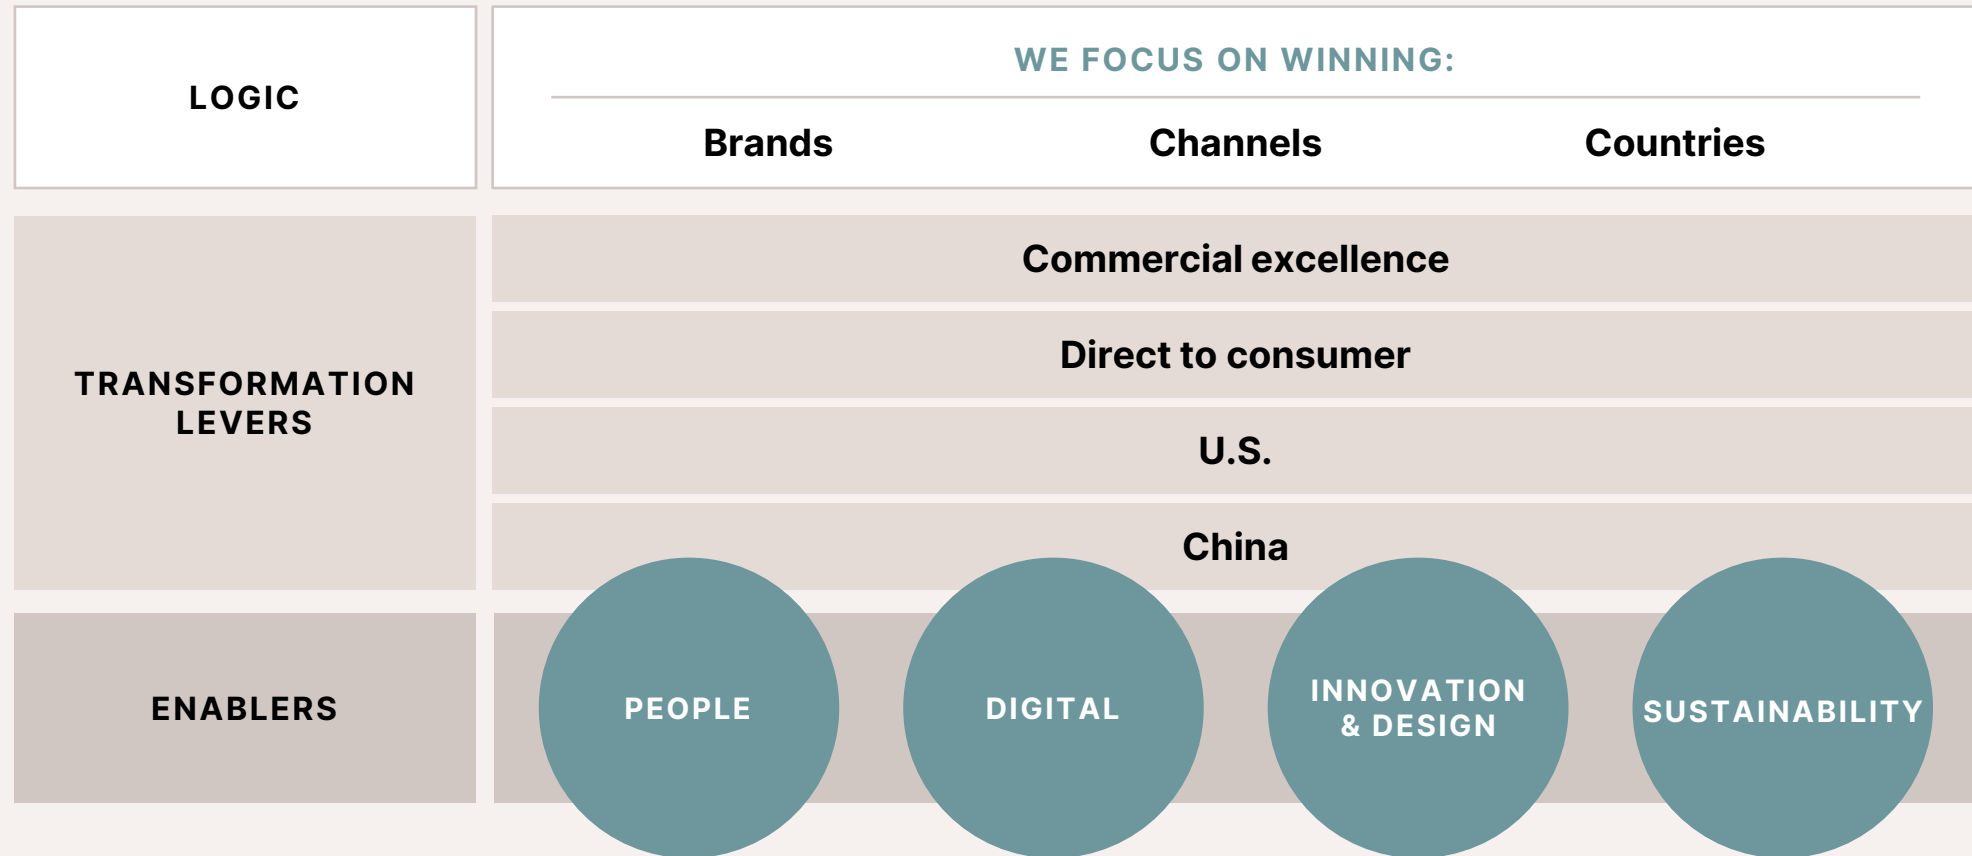 LOGIC
WE FOCUS ON WINNING:
Brands Channels Countries
TRANSFORMATION
LEVERS
Commercial excellence
Direct to consumer
U.S.
China
ENABLERS
PEOPLE
DIGITAL
INNOVATION
& DESIGN
SUSTAINABILITY